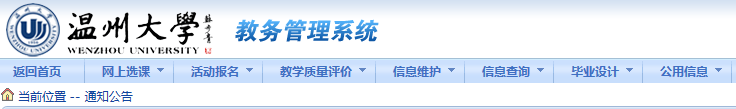 温州大學
WENZHOU UNIVERSITY
教务管理系统
返回首页 网上选课 活动报名 教学质量评价 信息维护 信息查询 毕业设计 公用信息
当前位置 -- 通知公告